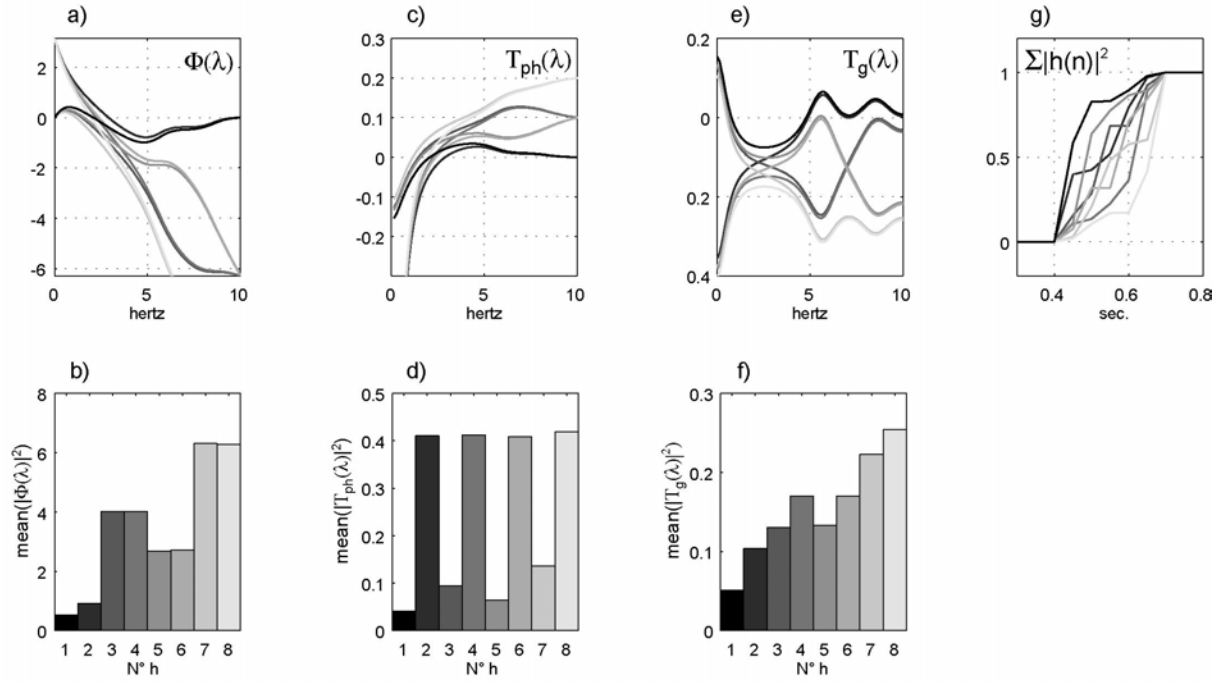 a)
Φ(λ)
2
0
-2
-4
-6
0 5 10
hertz
c)
T_ph(λ)
0.3
0.2
0.1
0
-0.1
-0.2
0 5 10
hertz
e)
T_g(λ)
0.2
0
0.2
0.4
0 5 10
hertz
g)
Σ|h(n)|²
1
0.5
0
0.4 0.6 0.8
sec.
b)
mean(|Φ(λ)|²)
8
6
4
2
0
1 2 3 4 5 6 7 8
N° h
d)
mean(|T_ph(λ)|²)
0.5
0.4
0.3
0.2
0.1
0
1 2 3 4 5 6 7 8
N° h
f)
mean(|T_g(λ)|²)
0.3
0.2
0.1
0
1 2 3 4 5 6 7 8
N° h